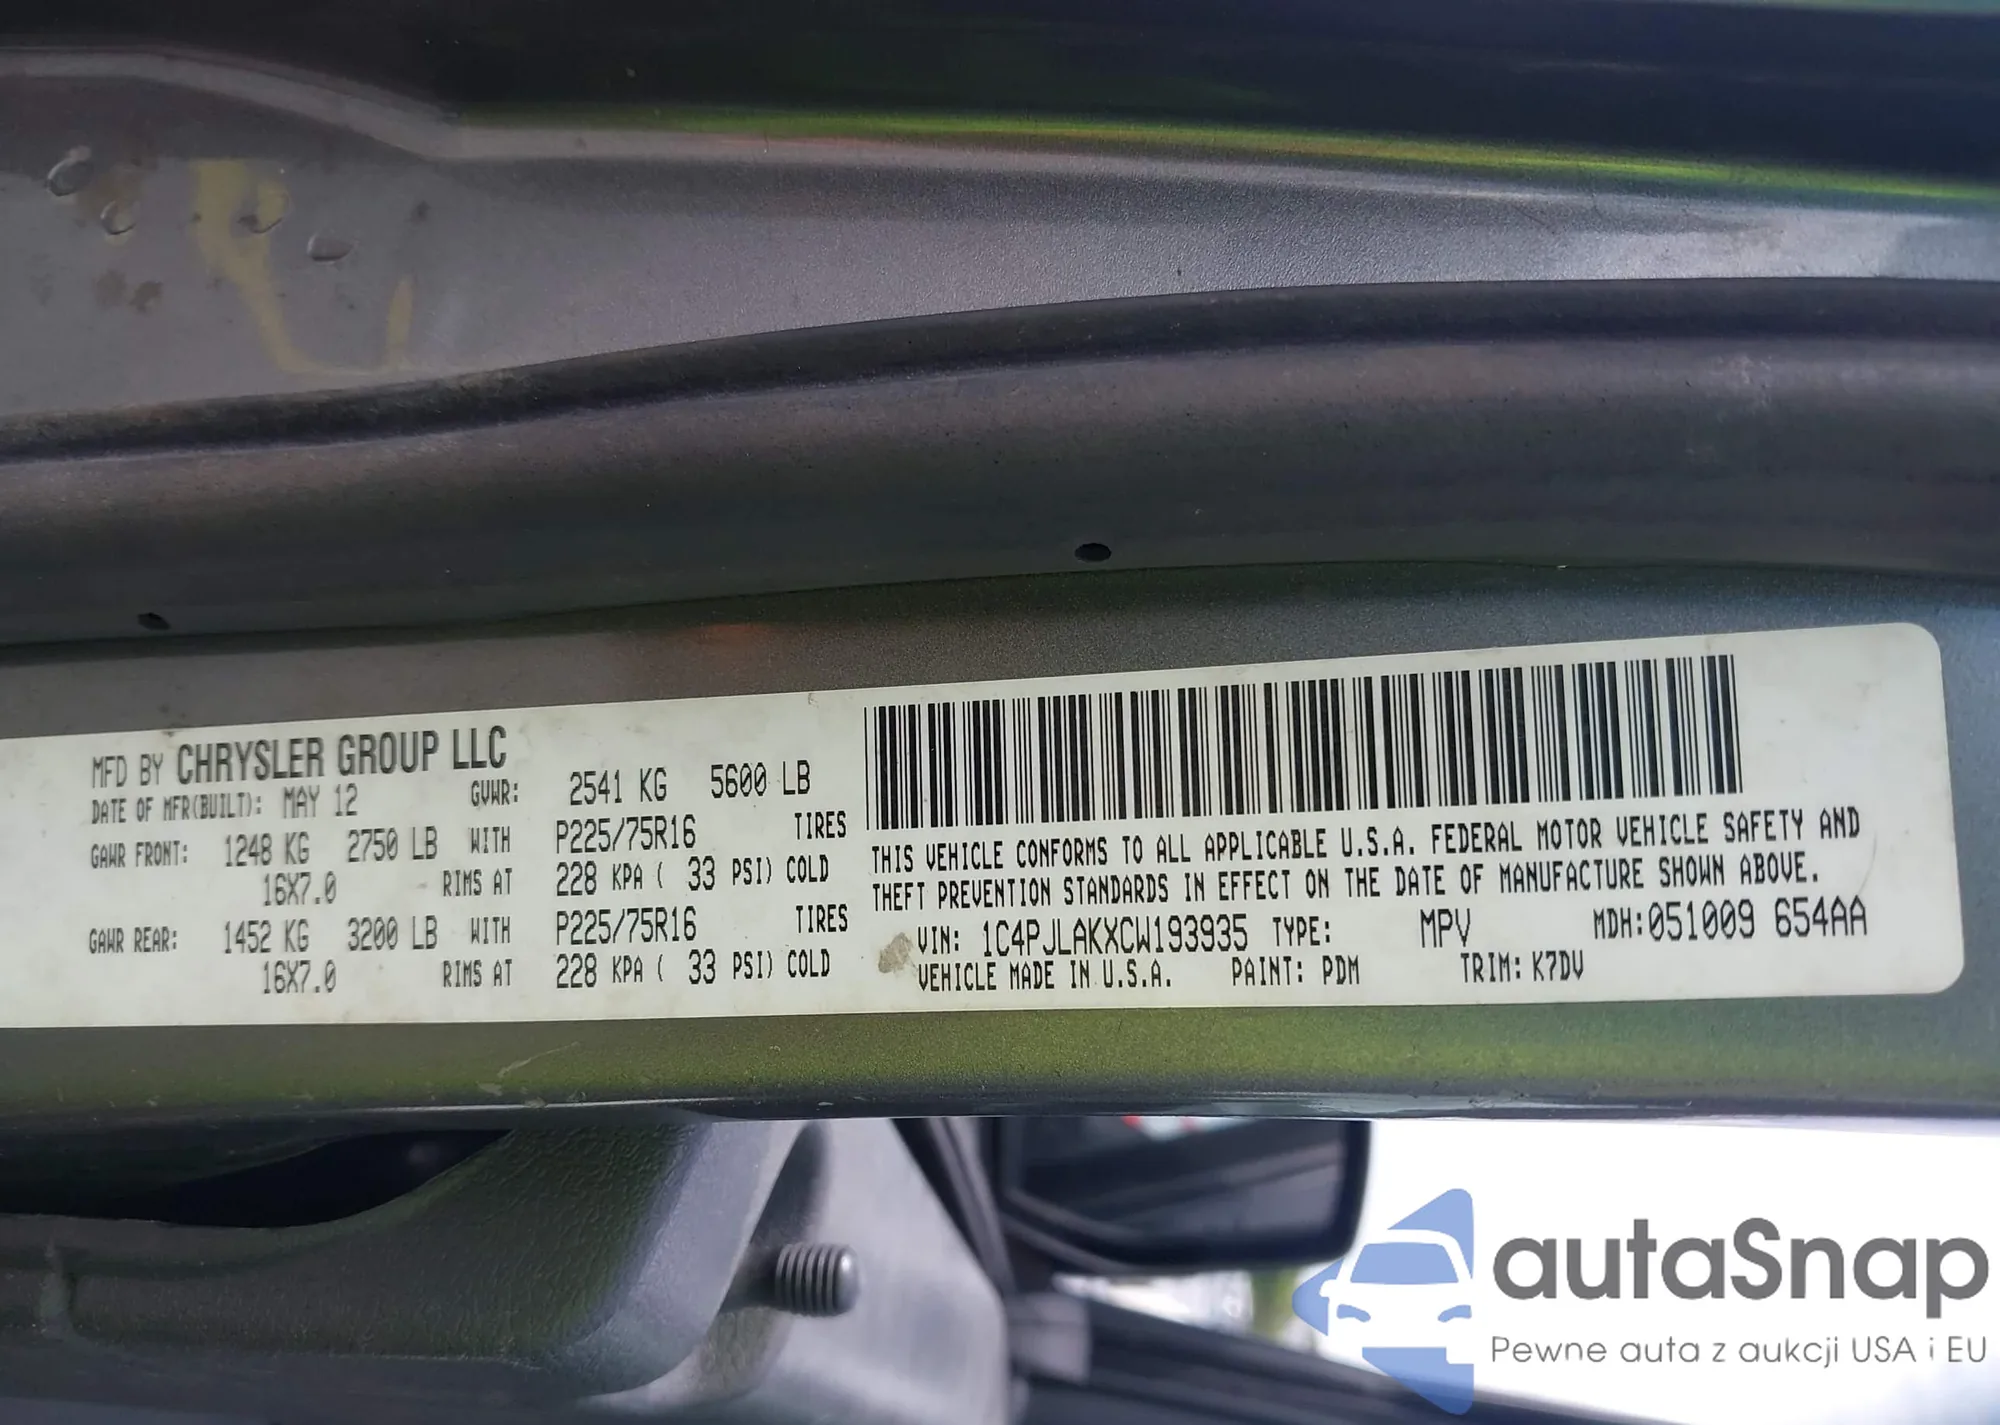 MFD BY CHRYSLER GROUP LLC
DATE OF MFR(BUILT): MAY 12 GVWR: 2541 KG 5600 LB
GAWR FRONT: 1248 KG 2750 LB WITH P225/75R16 TIRES
16X7.0 RIMS AT 228 KPA ( 33 PSI) COLD
GAWR REAR: 1452 KG 3200 LB WITH P225/75R16 TIRES
16X7.0 RIMS AT 228 KPA ( 33 PSI) COLD
THIS VEHICLE CONFORMS TO ALL APPLICABLE U.S.A. FEDERAL MOTOR VEHICLE SAFETY AND
THEFT PREVENTION STANDARDS IN EFFECT ON THE DATE OF MANUFACTURE SHOWN ABOVE.
VIN: 1C4PJLAKXCW193935 TYPE: MPV MDH:051009 654AA
VEHICLE MADE IN U.S.A. PAINT: PDM TRIM: K7DV
autaSnap
Pewne auta z aukcji USA i EU